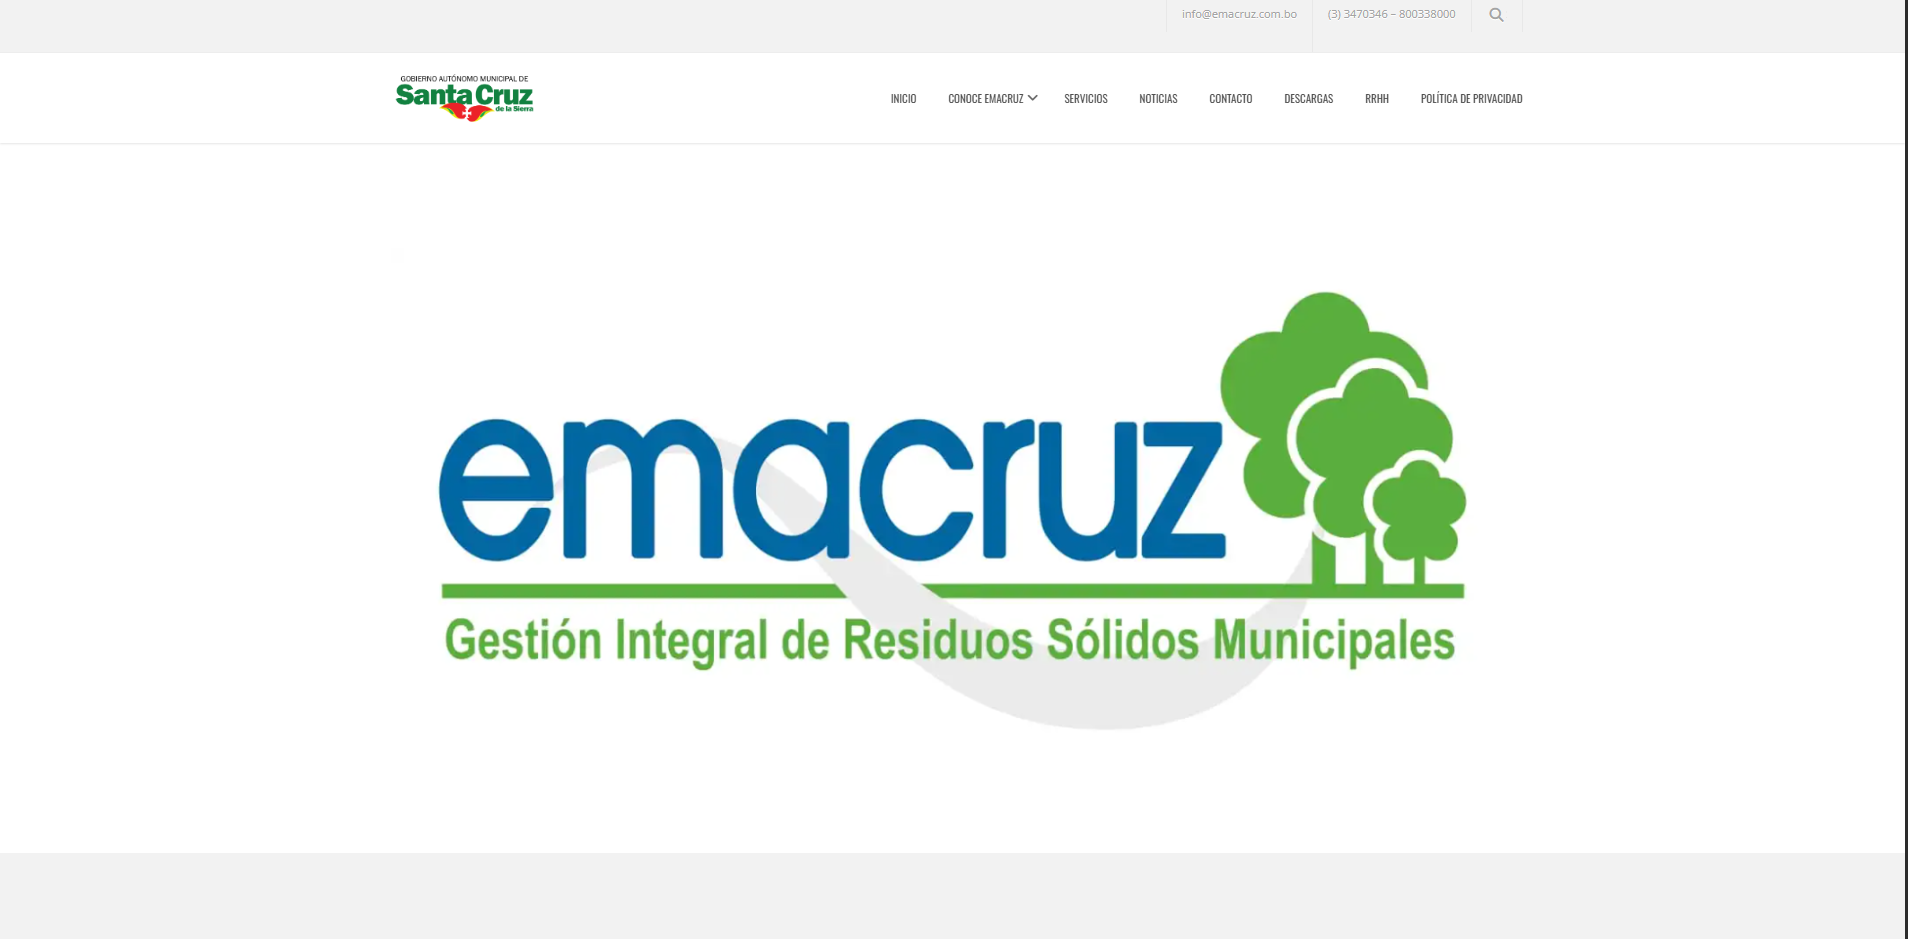 info@emacruz.com.bo
(3) 3470346 – 800338000
GOBIERNO AUTÓNOMO MUNICIPAL DE
Santa Cruz
de la Sierra
INICIO
CONOCE EMACRUZ
SERVICIOS
NOTICIAS
CONTACTO
DESCARGAS
RRHH
POLÍTICA DE PRIVACIDAD
emacruz
Gestión Integral de Residuos Sólidos Municipales